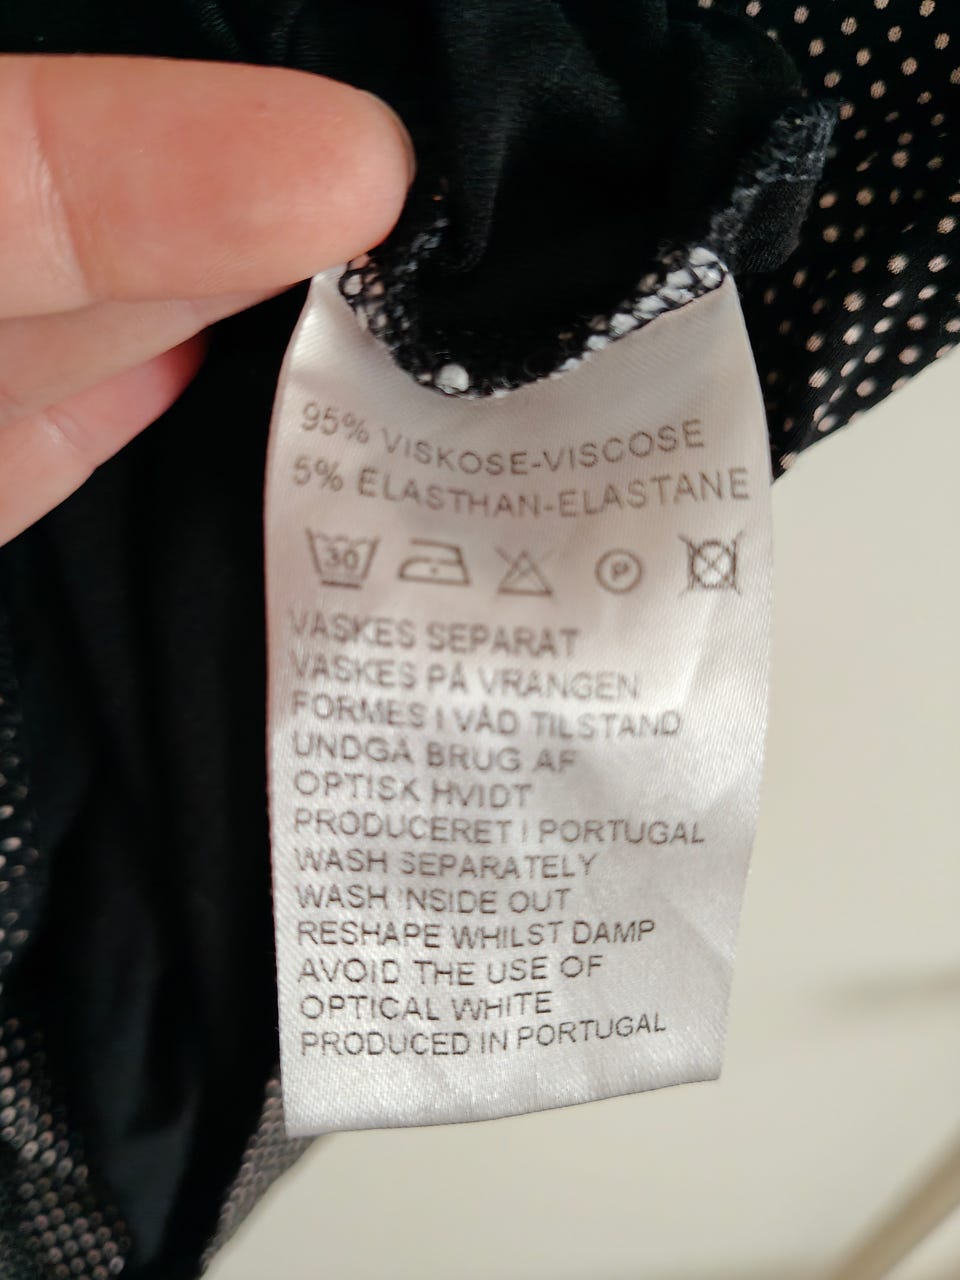 95% VISKOSE-VISCOSE
5% ELASTHAN-ELASTANE
30 P
VASKES SEPARAT
VASKES PÅ VRANGEN
FORMES I VÅD TILSTAND
UNDGÅ BRUG AF
OPTISK HVIDT
PRODUCERET I PORTUGAL
WASH SEPARATELY
WASH INSIDE OUT
RESHAPE WHILST DAMP
AVOID THE USE OF
OPTICAL WHITE
PRODUCED IN PORTUGAL